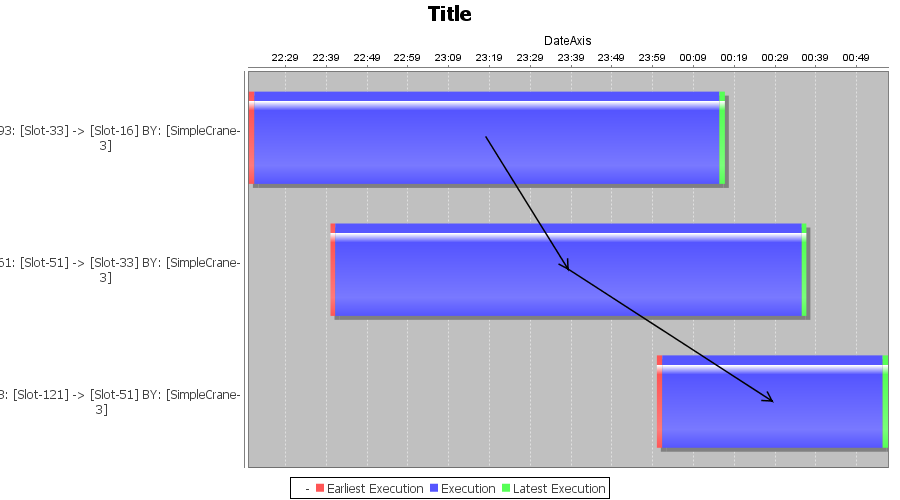 Title
DateAxis
22:29 22:39 22:49 22:59 23:09 23:19 23:29 23:39 23:49 23:59 00:09 00:19 00:29 00:39 00:49
93: [Slot-33] -> [Slot-16] BY: [SimpleCrane-
3]
61: [Slot-51] -> [Slot-33] BY: [SimpleCrane-
3]
: [Slot-121] -> [Slot-51] BY: [SimpleCrane-
3]
- Earliest Execution Execution Latest Execution